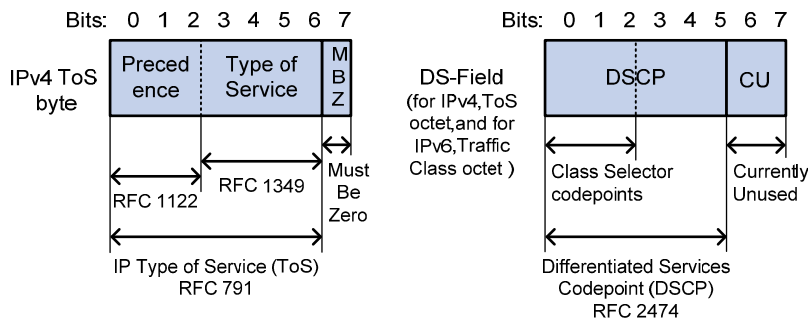 Bits: 0 1 2 3 4 5 6 7
IPv4 ToS
byte
Preced
ence
Type of
Service
M
B
Z
RFC 1122
RFC 1349
Must
Be
Zero
IP Type of Service (ToS)
RFC 791
Bits: 0 1 2 3 4 5 6 7
DS-Field
(for IPv4,ToS
octet,and for
IPv6,Traffic
Class octet )
DSCP
CU
Class Selector
codepoints
Currently
Unused
Differentiated Services
Codepoint (DSCP)
RFC 2474